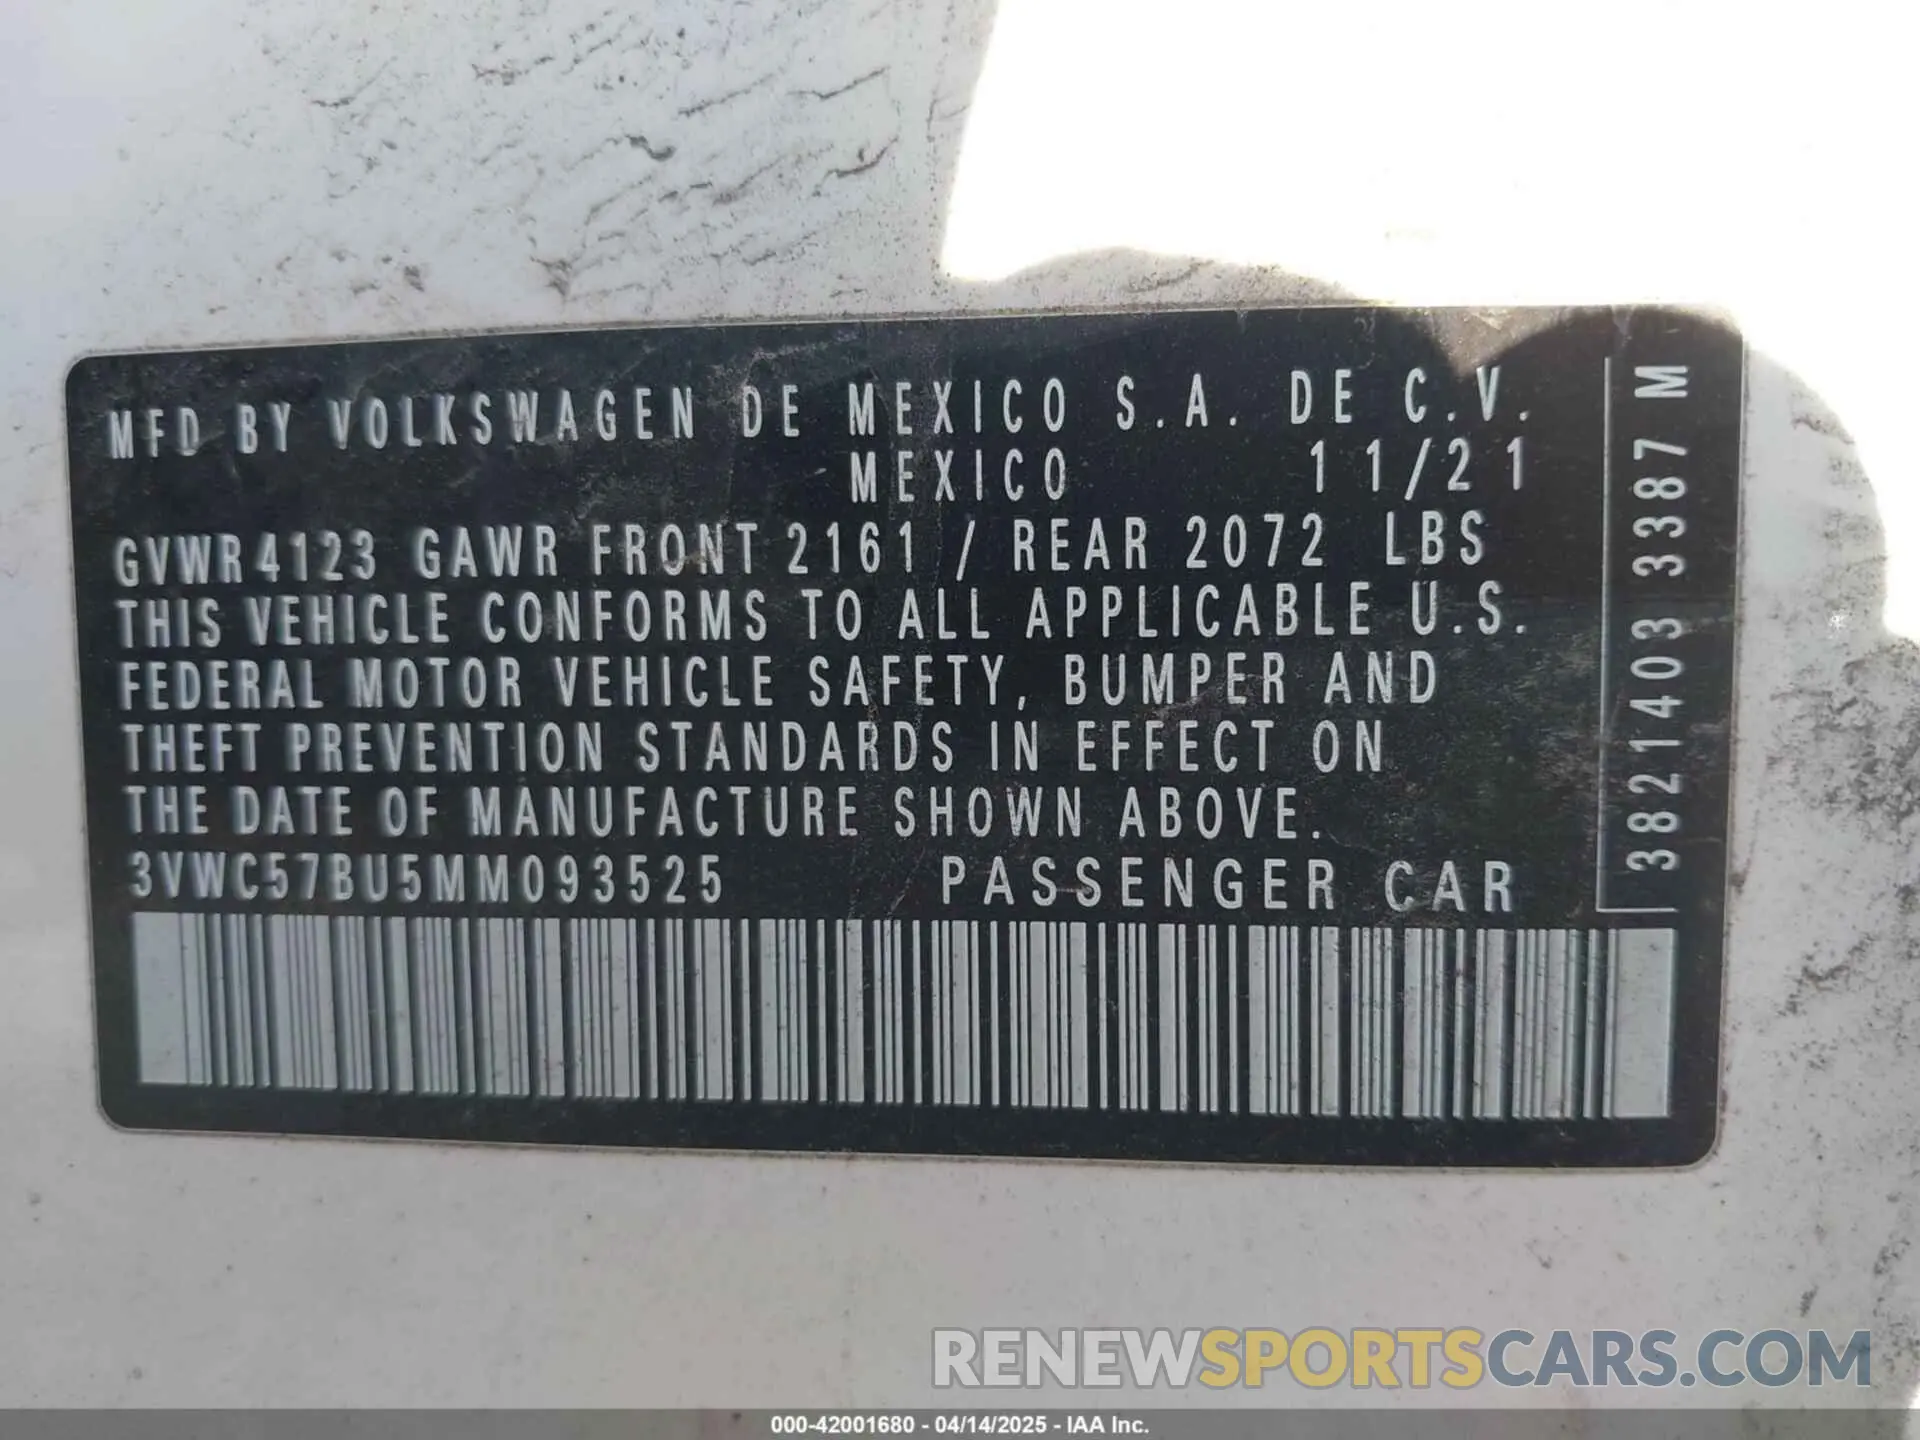 MFD BY VOLKSWAGEN DE MEXICO S.A. DE C.V.
MEXICO 11/21
GVWR 4123 GAWR FRONT 2161 / REAR 2072 LBS
THIS VEHICLE CONFORMS TO ALL APPLICABLE U.S.
FEDERAL MOTOR VEHICLE SAFETY, BUMPER AND
THEFT PREVENTION STANDARDS IN EFFECT ON
THE DATE OF MANUFACTURE SHOWN ABOVE.
3VWC57BU5MM093525 PASSENGER CAR
3821403 3387 M
RENEWSPORTSCARS.COM
000-42001680 - 04/14/2025 - IAA Inc.